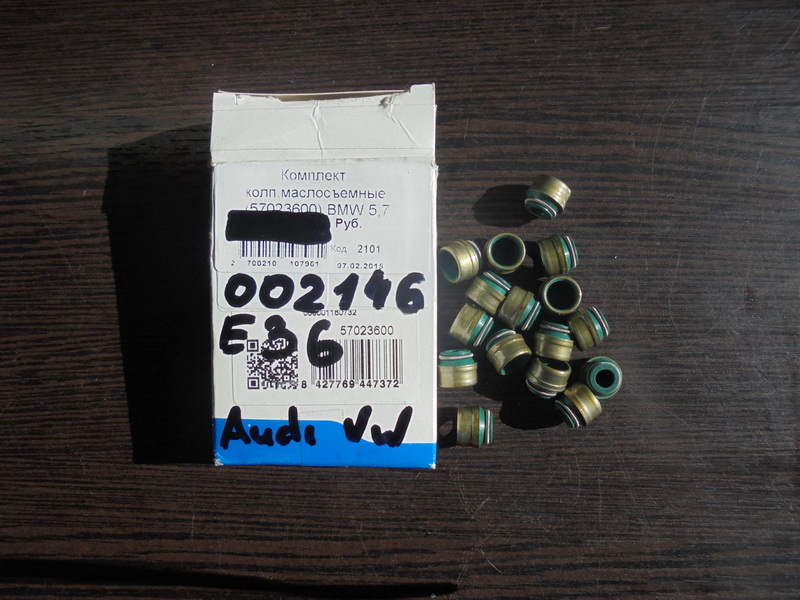 Комплект
колп.маслосъемные
(57023600) BMW 5,7
Руб.
Код 2101
2 700210 107961 07.02.2015
002146
000001180732
E36
57023600
8 427769 447372
Audi VW